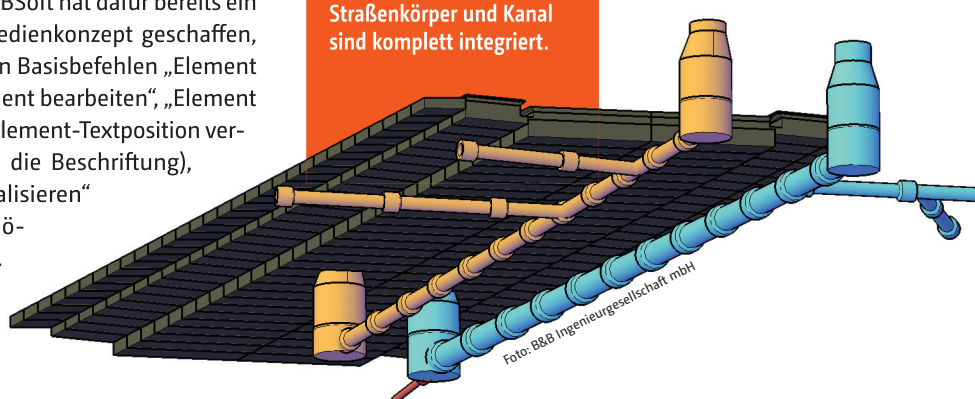 BSoft hat dafür bereits ein
edienkonzept geschaffen,
n Basisbefehlen „Element
ent bearbeiten“, „Element
lement-Textposition ver-
die Beschriftung),
alisieren“
ö-
Straßenkörper und Kanal
sind komplett integriert.
Foto: B&B Ingenieurgesellschaft mbH